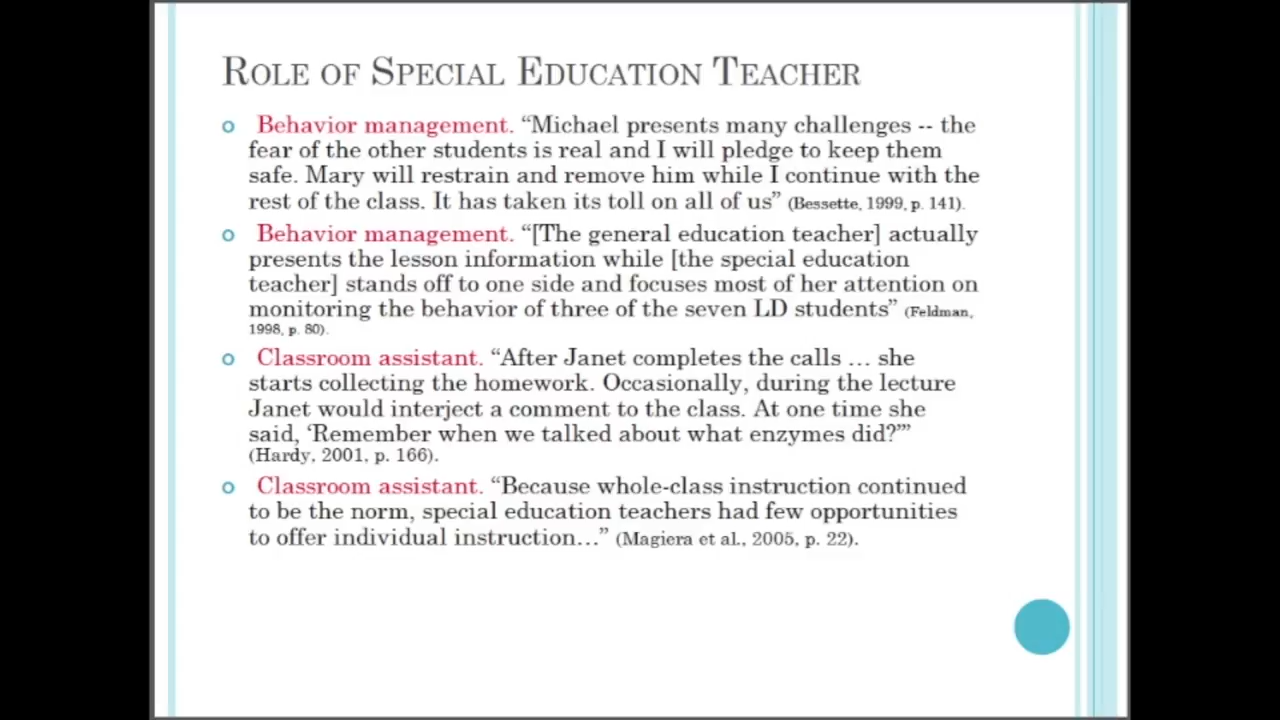 ROLE OF SPECIAL EDUCATION TEACHER
Behavior management. “Michael presents many challenges -- the
fear of the other students is real and I will pledge to keep them
safe. Mary will restrain and remove him while I continue with the
rest of the class. It has taken its toll on all of us” (Bessette, 1999, p. 141).
Behavior management. “[The general education teacher] actually
presents the lesson information while [the special education
teacher] stands off to one side and focuses most of her attention on
monitoring the behavior of three of the seven LD students” (Feldman,
1998, p. 80).
Classroom assistant. “After Janet completes the calls … she
starts collecting the homework. Occasionally, during the lecture
Janet would interject a comment to the class. At one time she
said, ‘Remember when we talked about what enzymes did?’”
(Hardy, 2001, p. 166).
Classroom assistant. “Because whole-class instruction continued
to be the norm, special education teachers had few opportunities
to offer individual instruction…” (Magiera et al., 2005, p. 22).